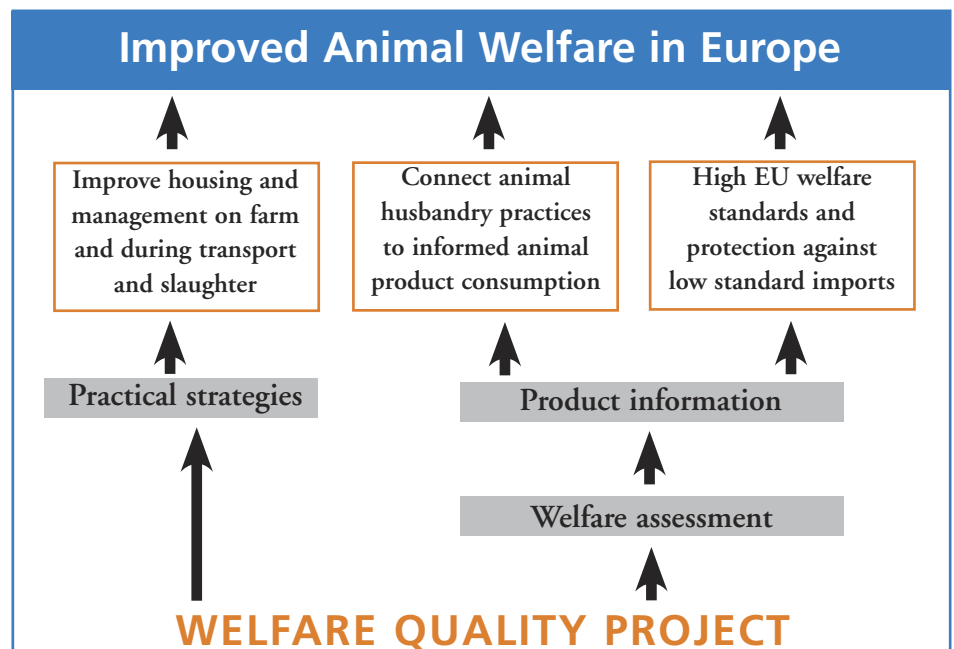 Improved Animal Welfare in Europe
Improve housing and
management on farm
and during transport
and slaughter
Connect animal
husbandry practices
to informed animal
product consumption
High EU welfare
standards and
protection against
low standard imports
Practical strategies
Product information
Welfare assessment
WELFARE QUALITY PROJECT